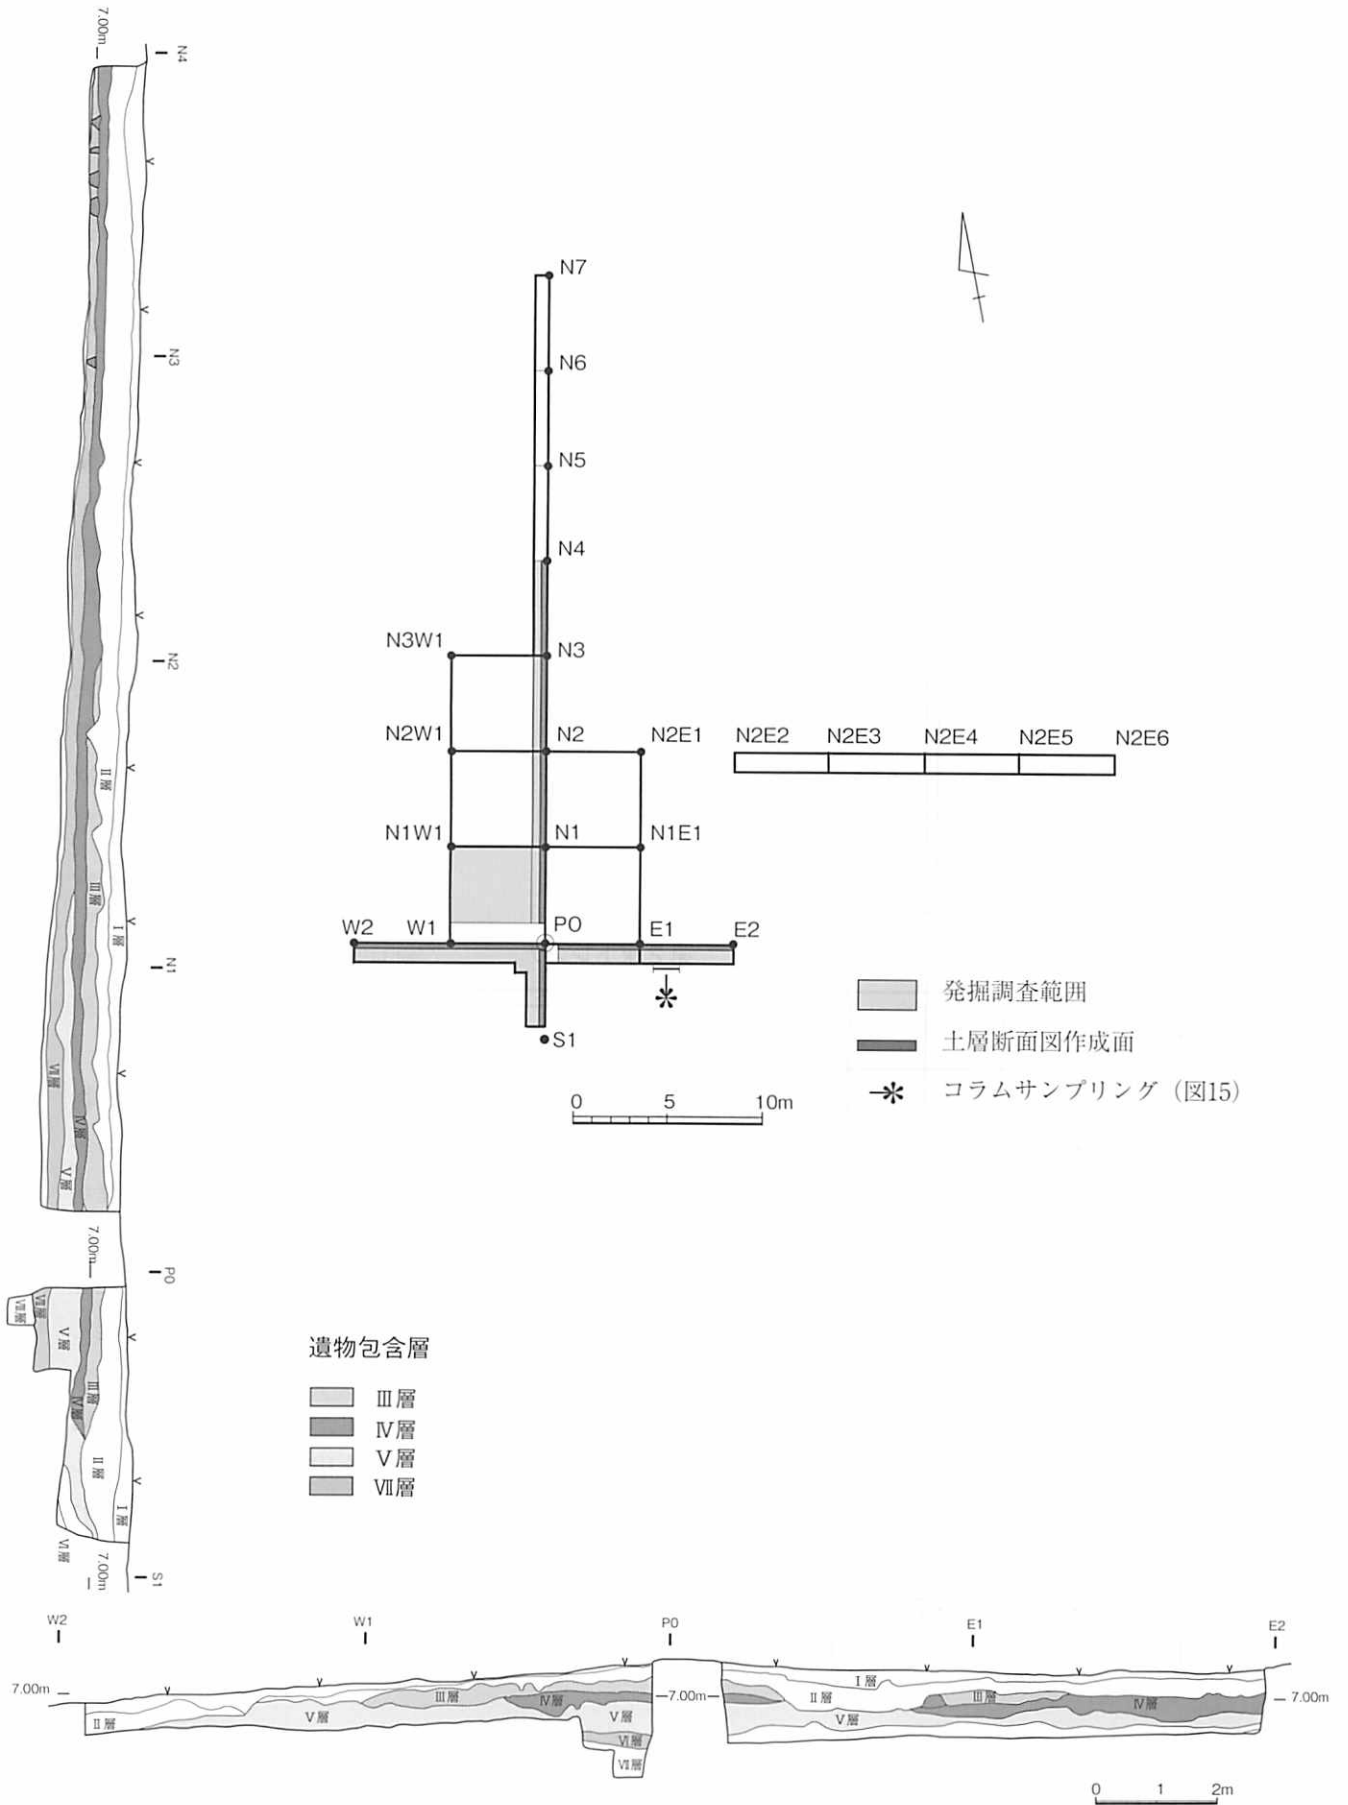 7.00m
N4
N3
N2
Ⅱ層
Ⅲ層
Ⅰ層
N1
Ⅶ層
Ⅳ層
Ⅴ層
7.00m
P0
Ⅶ層
Ⅴ層
Ⅲ層
Ⅳ層
Ⅱ層
Ⅰ層
Ⅵ層
7.00m
S1
N7
N6
N5
N4
N3W1
N3
N2W1
N2
N2E1
N2E2
N2E3
N2E4
N2E5
N2E6
N1W1
N1
N1E1
W2
W1
P0
E1
E2
S1
発掘調査範囲
土層断面図作成面
コラムサンプリング（図15）
0 5 10m
遺物包含層
Ⅲ層
Ⅳ層
Ⅴ層
Ⅶ層
W2
W1
P0
E1
E2
7.00m
Ⅱ層
Ⅴ層
Ⅲ層
Ⅳ層
Ⅴ層
Ⅵ層
Ⅶ層
7.00m
Ⅰ層
Ⅱ層
Ⅲ層
Ⅳ層
Ⅴ層
7.00m
0 1 2m